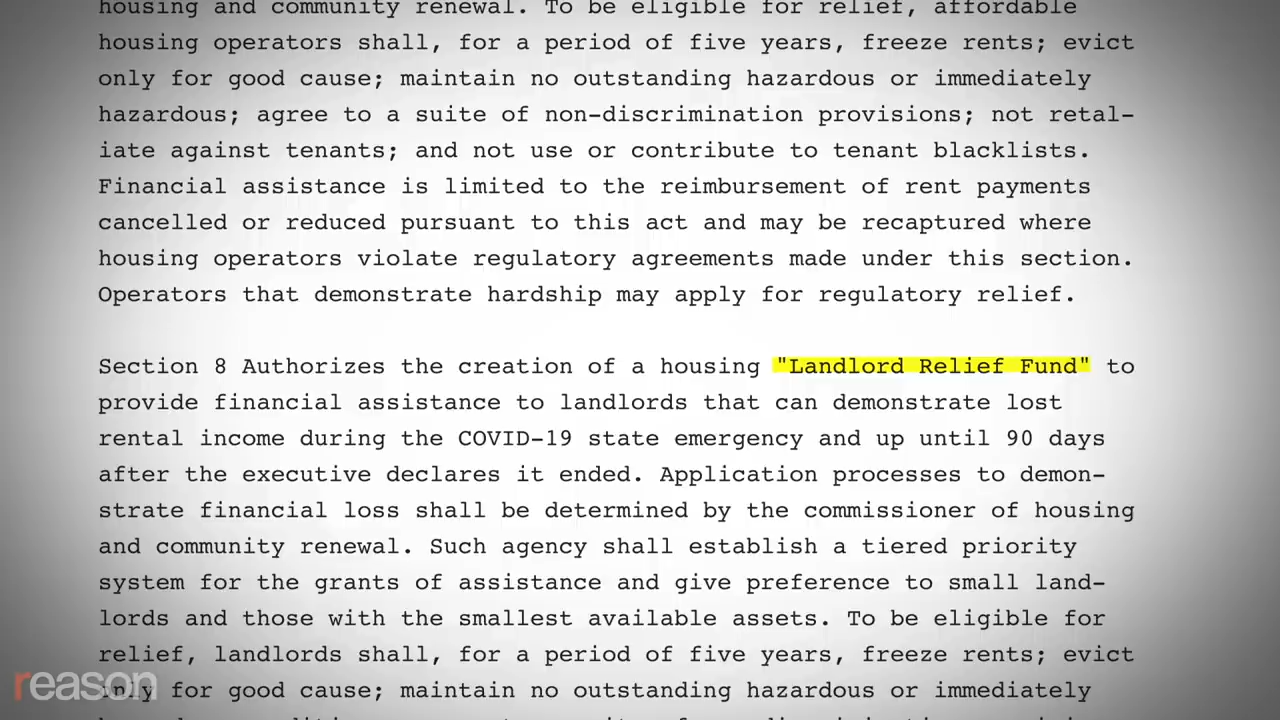 housing and community renewal. To be eligible for relief, affordable
housing operators shall, for a period of five years, freeze rents; evict
only for good cause; maintain no outstanding hazardous or immediately
hazardous; agree to a suite of non-discrimination provisions; not retal-
iate against tenants; and not use or contribute to tenant blacklists.
Financial assistance is limited to the reimbursement of rent payments
cancelled or reduced pursuant to this act and may be recaptured where
housing operators violate regulatory agreements made under this section.
Operators that demonstrate hardship may apply for regulatory relief.
Section 8 Authorizes the creation of a housing "Landlord Relief Fund" to
provide financial assistance to landlords that can demonstrate lost
rental income during the COVID-19 state emergency and up until 90 days
after the executive declares it ended. Application processes to demon-
strate financial loss shall be determined by the commissioner of housing
and community renewal. Such agency shall establish a tiered priority
system for the grants of assistance and give preference to small land-
lords and those with the smallest available assets. To be eligible for
relief, landlords shall, for a period of five years, freeze rents; evict
only for good cause; maintain no outstanding hazardous or immediately
reason